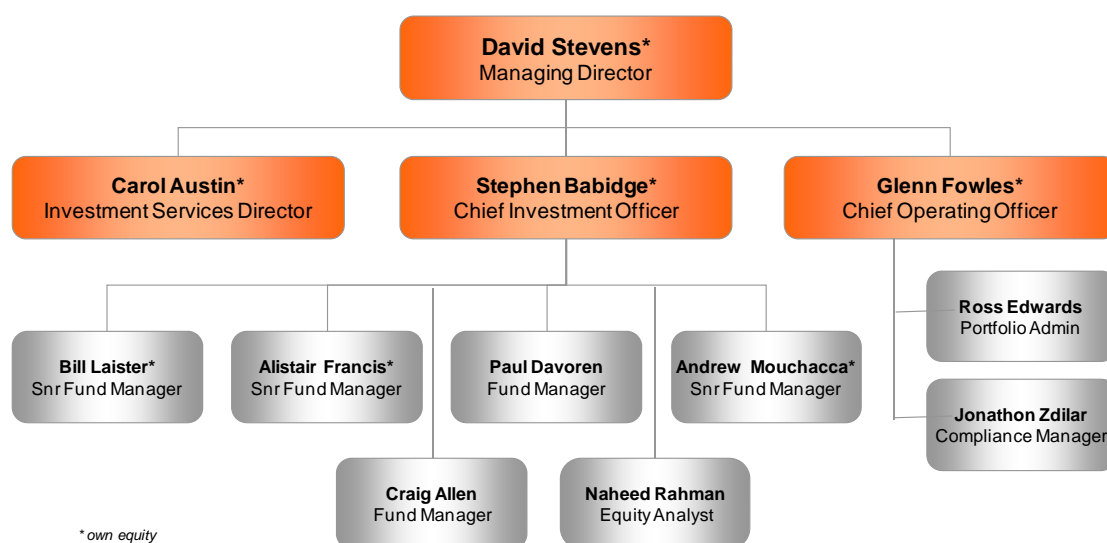 David Stevens*
Managing Director
Carol Austin*
Investment Services Director
Stephen Babidge*
Chief Investment Officer
Glenn Fowles*
Chief Operating Officer
Ross Edwards
Portfolio Admin
Bill Laister*
Snr Fund Manager
Alistair Francis*
Snr Fund Manager
Paul Davoren
Fund Manager
Andrew Mouchacca*
Snr Fund Manager
Jonathon Zdilar
Compliance Manager
Craig Allen
Fund Manager
Naheed Rahman
Equity Analyst
* own equity